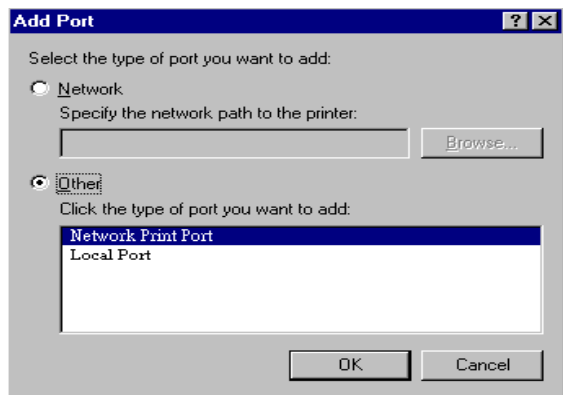 Add Port
Select the type of port you want to add:
Network
Specify the network path to the printer:
Browse...
Other
Click the type of port you want to add:
Network Print Port
Local Port
OK Cancel